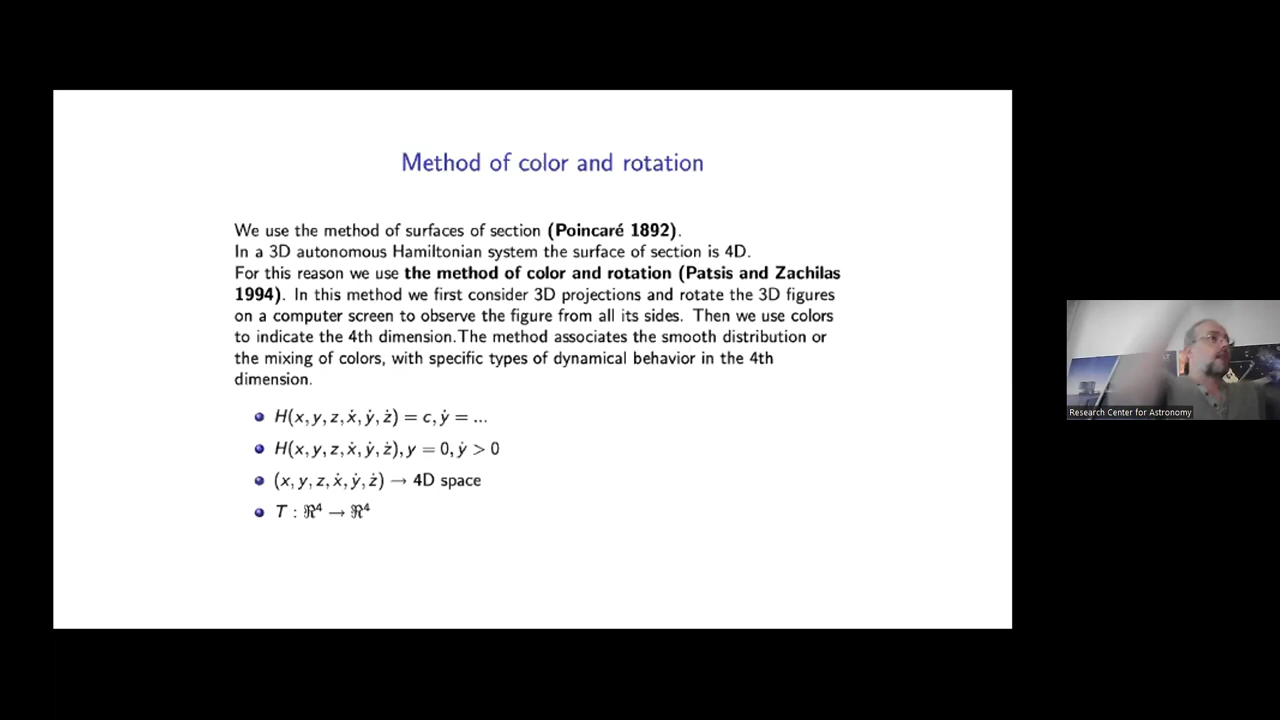 Method of color and rotation
We use the method of surfaces of section (Poincaré 1892).
In a 3D autonomous Hamiltonian system the surface of section is 4D.
For this reason we use the method of color and rotation (Patsis and Zachilas
1994). In this method we first consider 3D projections and rotate the 3D figures
on a computer screen to observe the figure from all its sides. Then we use colors
to indicate the 4th dimension.The method associates the smooth distribution or
the mixing of colors, with specific types of dynamical behavior in the 4th
dimension.
H(x, y, z, ẋ, ẏ, ż) = c, ẏ = ...
H(x, y, z, ẋ, ẏ, ż), y = 0, ẏ > 0
(x, y, z, ẋ, ẏ, ż) → 4D space
T : ℜ⁴ → ℜ⁴
Research Center for Astronomy